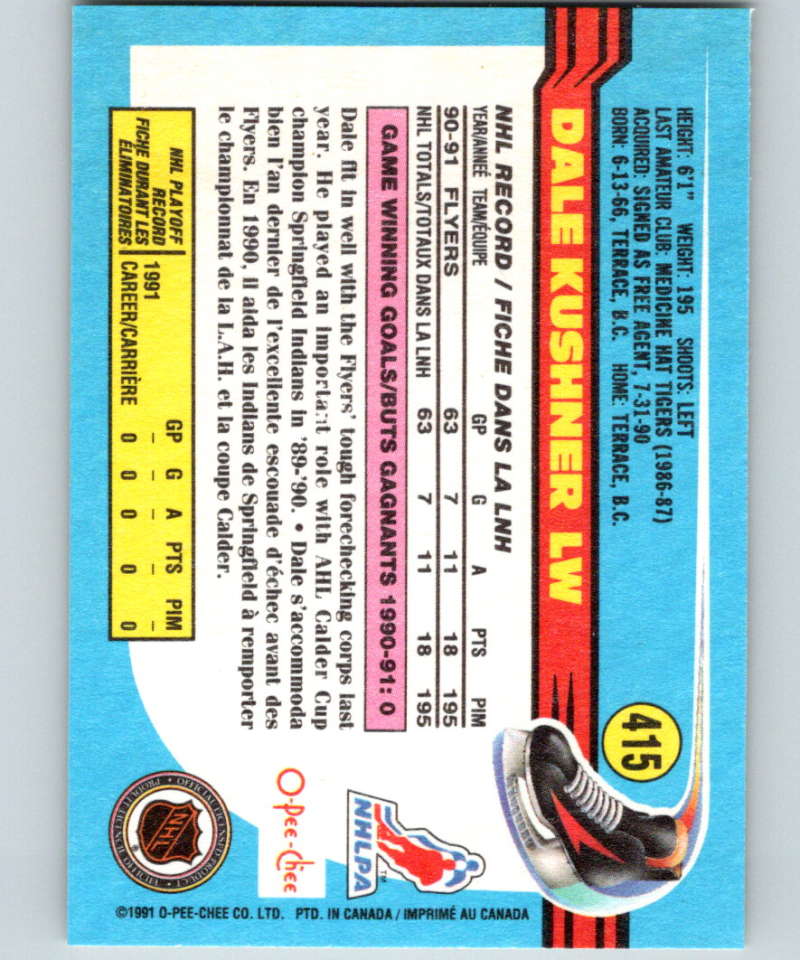 HEIGHT: 6'1" WEIGHT: 195 SHOOTS: LEFT
LAST AMATEUR CLUB: MEDICINE HAT TIGERS (1986-87)
ACQUIRED: SIGNED AS FREE AGENT, 7-31-90
BORN: 6-13-66, TERRACE, B.C. HOME: TERRACE, B.C.
415
DALE KUSHNER LW
NHL RECORD / FICHE DANS LA LNH
YEAR/ANNÉE TEAM/ÉQUIPE GP G A PTS PIM
90-91 FLYERS 63 7 11 18 195
NHL TOTALS/TOTAUX DANS LA LNH 63 7 11 18 195
GAME WINNING GOALS/BUTS GAGNANTS 1990-91: 0
Dale fit in well with the Flyers' tough forechecking corps last
year. He played an important role with AHL Calder Cup
champion Springfield Indians in '89-'90. • Dale s'accommoda
bien l'an dernier de l'excellente escouade d'échec avant des
Flyers. En 1990, il aida les Indians de Springfield à remporter
le championnat de la L.A.H. et la coupe Calder.
NHL PLAYOFF
RECORD
FICHE DURANT LES
ÉLIMINATOIRES
GP G A PTS PIM
1991 – – – – –
CAREER/CARRIÈRE 0 0 0 0 0
NHLPA™
O-Pee-Chee
NHL
©1991 O-PEE-CHEE CO. LTD. PTD. IN CANADA / IMPRIMÉ AU CANADA